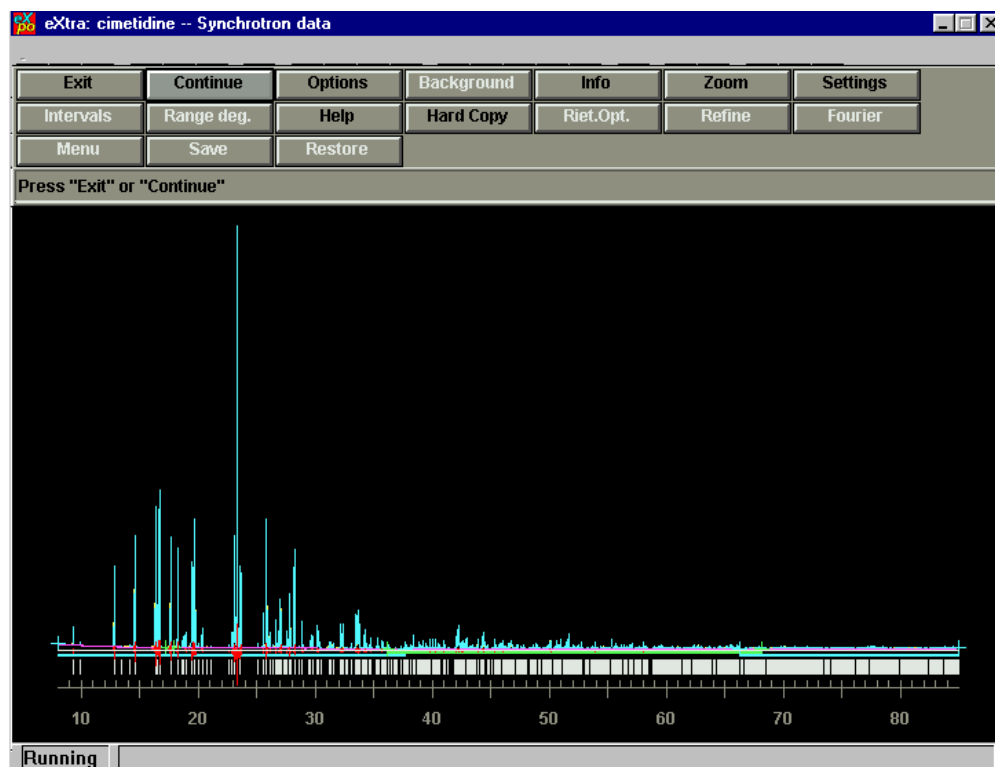 eXpo eXtra: cimetidine -- Synchrotron data
Exit Continue Options Background Info Zoom Settings
Intervals Range deg. Help Hard Copy Riet.Opt. Refine Fourier
Menu Save Restore
Press "Exit" or "Continue"
10 20 30 40 50 60 70 80
Running